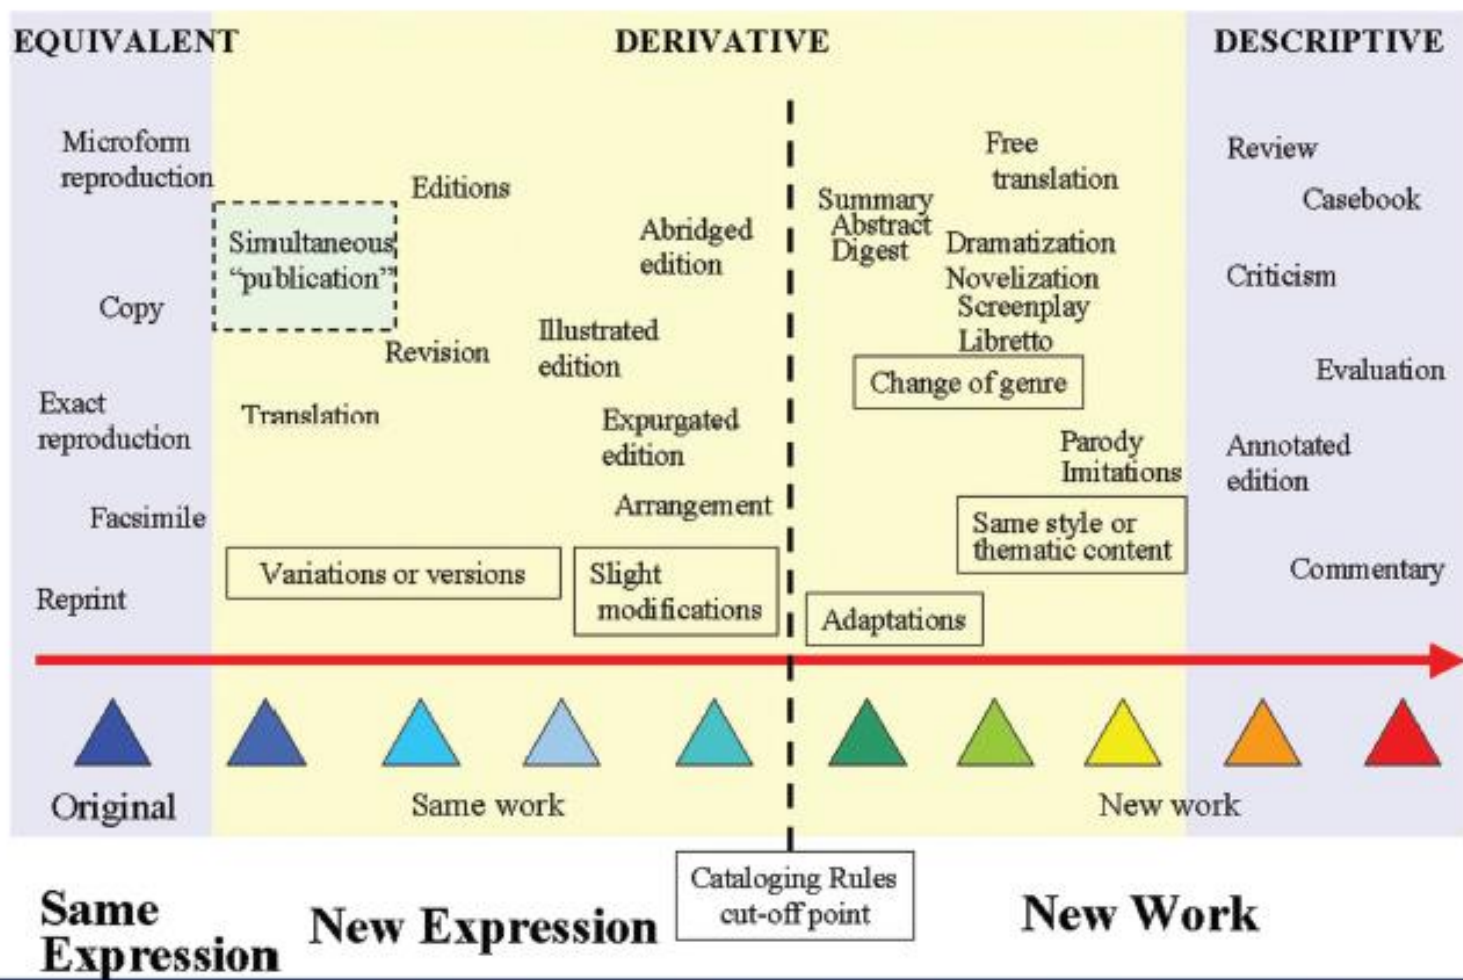 EQUIVALENT
DERIVATIVE
DESCRIPTIVE
Microform
reproduction
Copy
Exact
reproduction
Facsimile
Reprint
Simultaneous
“publication”
Editions
Revision
Translation
Illustrated
edition
Abridged
edition
Expurgated
edition
Arrangement
Variations or versions
Slight
modifications
Free
translation
Summary
Abstract
Digest
Dramatization
Novelization
Screenplay
Libretto
Change of genre
Parody
Imitations
Same style or
thematic content
Adaptations
Review
Casebook
Criticism
Evaluation
Annotated
edition
Commentary
Original
Same work
New work
Same
Expression
New Expression
Cataloging Rules
cut-off point
New Work